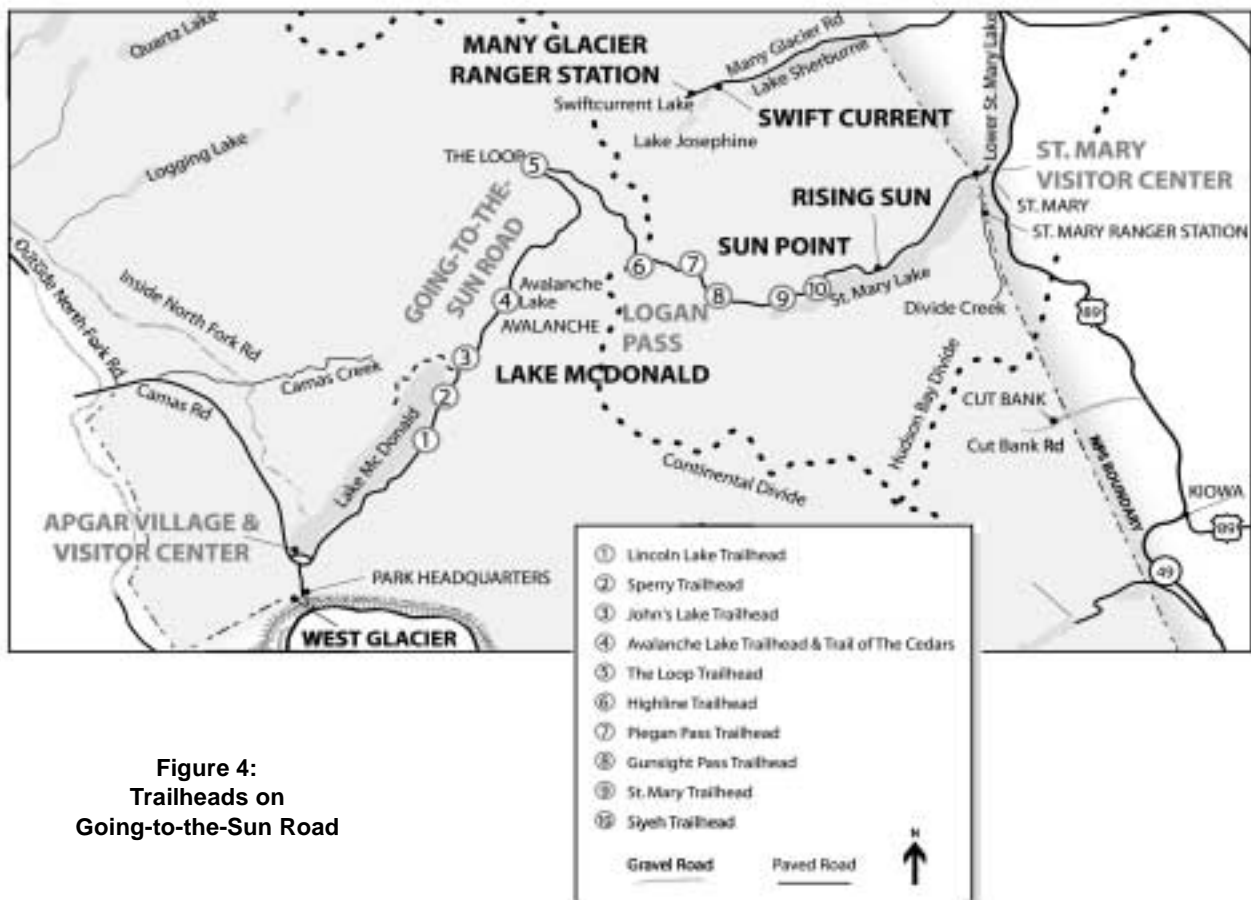 Quartz Lake
MANY GLACIER
RANGER STATION
Many Glacier Rd
Lake Sherburne
Swiftcurrent Lake
SWIFT CURRENT
Lake Josephine
Lower St. Mary Lake
ST. MARY
VISITOR CENTER
Logging Lake
THE LOOP
5
GOING-TO-THE-
SUN ROAD
RISING SUN
ST. MARY
ST. MARY RANGER STATION
SUN POINT
6
7
8
9
10
St. Mary Lake
Divide Creek
89
Outside North Fork Rd
Inside North Fork Rd
4
Avalanche
Lake
AVALANCHE
LOGAN
PASS
3
LAKE MCDONALD
Camas Creek
Camas Rd
2
1
Lake Mc Donald
Hudson Bay Divide
CUT BANK
Cut Bank Rd
Continental Divide
NPS BOUNDARY
KIOWA
89
49
APGAR VILLAGE &
VISITOR CENTER
PARK HEADQUARTERS
WEST GLACIER
1 Lincoln Lake Trailhead
2 Sperry Trailhead
3 John's Lake Trailhead
4 Avalanche Lake Trailhead & Trail of The Cedars
5 The Loop Trailhead
6 Highline Trailhead
7 Piegan Pass Trailhead
8 Gunsight Pass Trailhead
9 St. Mary Trailhead
10 Siyeh Trailhead
Gravel Road Paved Road
N
Figure 4:
Trailheads on
Going-to-the-Sun Road